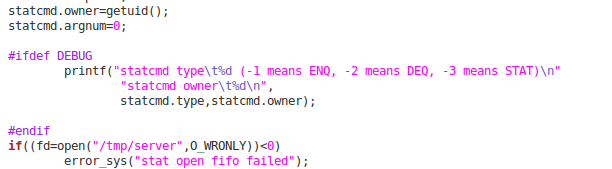 statcmd.owner=getuid();
statcmd.argnum=0;
#ifdef DEBUG
printf("statcmd type\t%d (-1 means ENQ, -2 means DEQ, -3 means STAT)\n"
"statcmd owner\t%d\n",
statcmd.type,statcmd.owner);
#endif
if((fd=open("/tmp/server",O_WRONLY))<0)
error_sys("stat open fifo failed");